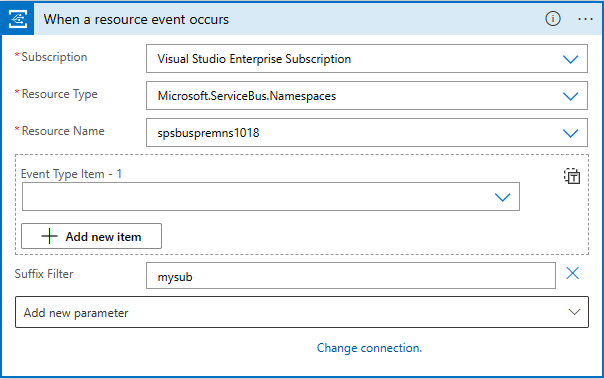 When a resource event occurs
* Subscription Visual Studio Enterprise Subscription
* Resource Type Microsoft.ServiceBus.Namespaces
* Resource Name spsbuspremns1018
Event Type Item - 1
Add new item
Suffix Filter mysub
Add new parameter
Change connection.